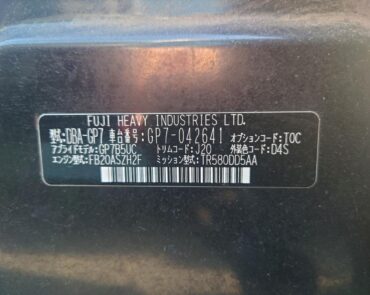 FUJI HEAVY INDUSTRIES LTD.
型式:DBA-GP7 車台番号:GP7-042641 オプションコード:TOC
アプライドモデル:GP7B5UC トリムコード:J20 外装色コード:D4S
エンジン型式:FB20ASZH2F ミッション型式:TR580DD5AA